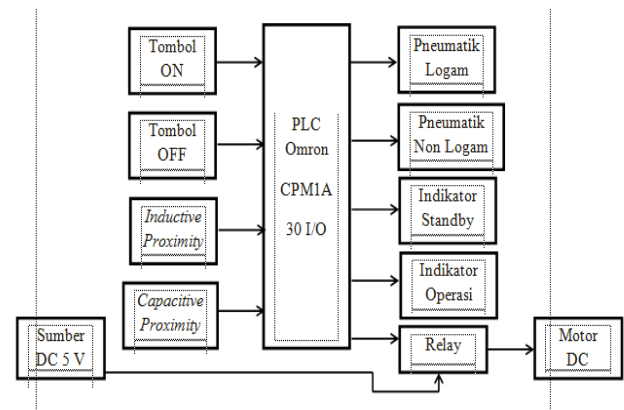 Tombol
ON
Tombol
OFF
Inductive
Proximity
Capacitive
Proximity
Sumber
DC 5 V
PLC
Omron
CPM1A
30 I/O
Pneumatik
Logam
Pneumatik
Non Logam
Indikator
Standby
Indikator
Operasi
Relay
Motor
DC